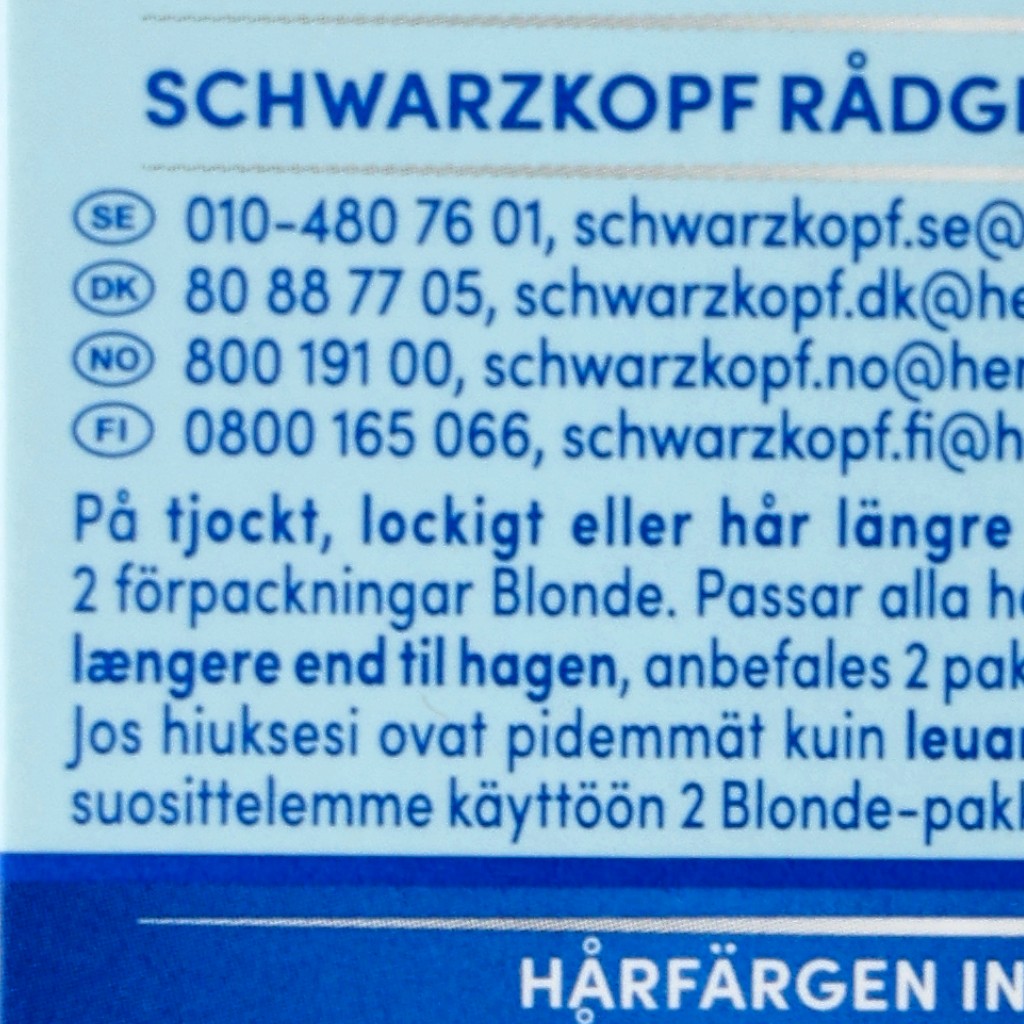 SCHWARZKOPF RÅDG
SE 010-480 76 01, schwarzkopf.se@
DK 80 88 77 05, schwarzkopf.dk@he
NO 800 191 00, schwarzkopf.no@her
FI 0800 165 066, schwarzkopf.fi@h
På tjockt, lockigt eller hår längre
2 förpackningar Blonde. Passar alla h
længere end til hagen, anbefales 2 pak
Jos hiuksesi ovat pidemmät kuin leua
suosittelemme käyttöön 2 Blonde-pak
HÅRFÄRGEN IN